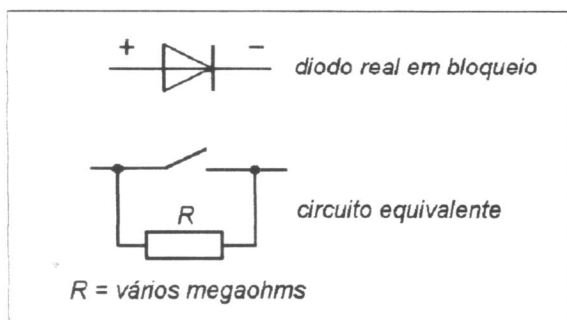 + −
diodo real em bloqueio
R
circuito equivalente
R = vários megaohms